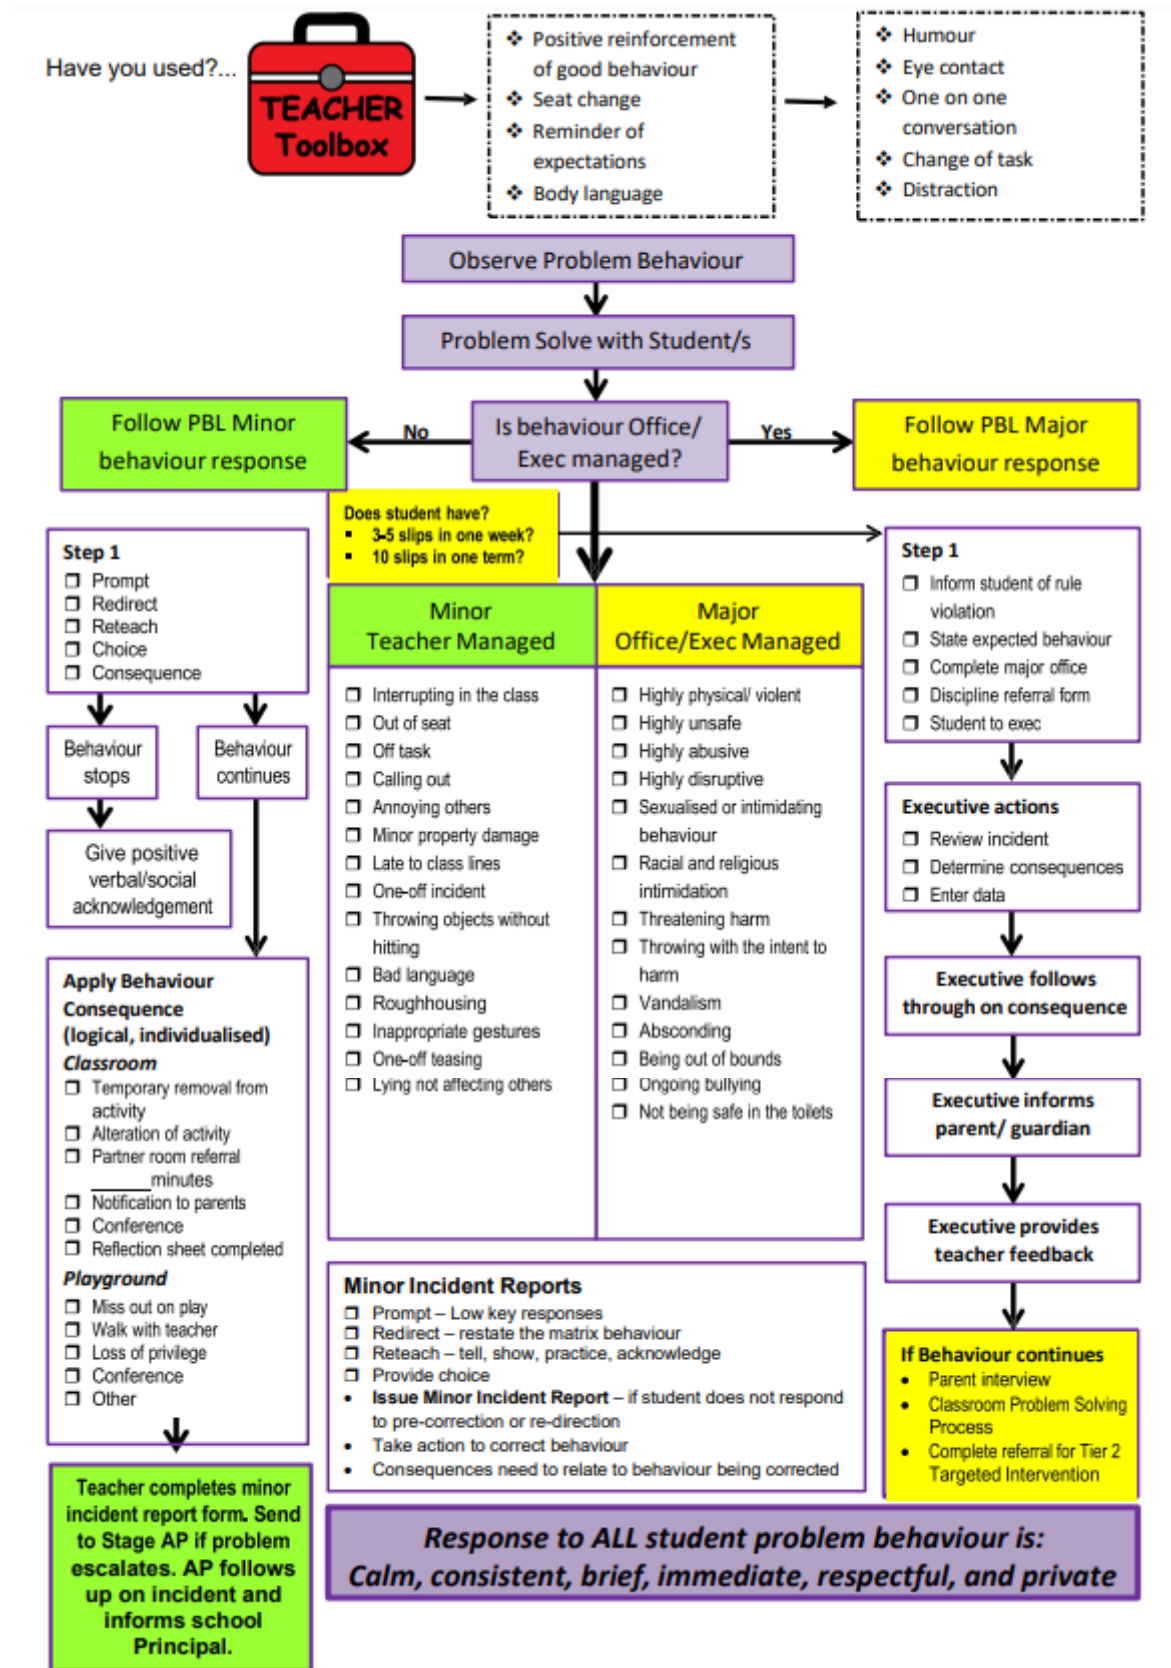 Have you used?...
TEACHER
Toolbox
❖ Positive reinforcement
of good behaviour
❖ Seat change
❖ Reminder of
expectations
❖ Body language
❖ Humour
❖ Eye contact
❖ One on one
conversation
❖ Change of task
❖ Distraction
Observe Problem Behaviour
Problem Solve with Student/s
Is behaviour Office/
Exec managed?
No
Yes
Follow PBL Minor
behaviour response
Follow PBL Major
behaviour response
Does student have?
▪ 3-5 slips in one week?
▪ 10 slips in one term?
Step 1
❒ Prompt
❒ Redirect
❒ Reteach
❒ Choice
❒ Consequence
Behaviour
stops
Behaviour
continues
Give positive
verbal/social
acknowledgement
Apply Behaviour
Consequence
(logical, individualised)
Classroom
❒ Temporary removal from
activity
❒ Alteration of activity
❒ Partner room referral
______minutes
❒ Notification to parents
❒ Conference
❒ Reflection sheet completed
Playground
❒ Miss out on play
❒ Walk with teacher
❒ Loss of privilege
❒ Conference
❒ Other
Teacher completes minor
incident report form. Send
to Stage AP if problem
escalates. AP follows
up on incident and
informs school
Principal.
Minor
Teacher Managed
❒ Interrupting in the class
❒ Out of seat
❒ Off task
❒ Calling out
❒ Annoying others
❒ Minor property damage
❒ Late to class lines
❒ One-off incident
❒ Throwing objects without
hitting
❒ Bad language
❒ Roughhousing
❒ Inappropriate gestures
❒ One-off teasing
❒ Lying not affecting others
Major
Office/Exec Managed
❒ Highly physical/ violent
❒ Highly unsafe
❒ Highly abusive
❒ Highly disruptive
❒ Sexualised or intimidating
behaviour
❒ Racial and religious
intimidation
❒ Threatening harm
❒ Throwing with the intent to
harm
❒ Vandalism
❒ Absconding
❒ Being out of bounds
❒ Ongoing bullying
❒ Not being safe in the toilets
Minor Incident Reports
❒ Prompt – Low key responses
❒ Redirect – restate the matrix behaviour
❒ Reteach – tell, show, practice, acknowledge
❒ Provide choice
• Issue Minor Incident Report – if student does not respond
to pre-correction or re-direction
• Take action to correct behaviour
• Consequences need to relate to behaviour being corrected
Step 1
❒ Inform student of rule
violation
❒ State expected behaviour
❒ Complete major office
❒ Discipline referral form
❒ Student to exec
Executive actions
❒ Review incident
❒ Determine consequences
❒ Enter data
Executive follows
through on consequence
Executive informs
parent/ guardian
Executive provides
teacher feedback
If Behaviour continues
• Parent interview
• Classroom Problem Solving
Process
• Complete referral for Tier 2
Targeted Intervention
Response to ALL student problem behaviour is:
Calm, consistent, brief, immediate, respectful, and private